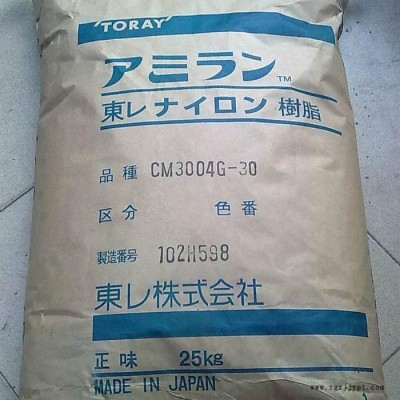 'TORAY'
アミラン™
東レナイロン 樹脂
品種 CM3004G-30
区分 色番
製造番号 102H598
東レ株式会社
正味 25kg
MADE IN JAPAN